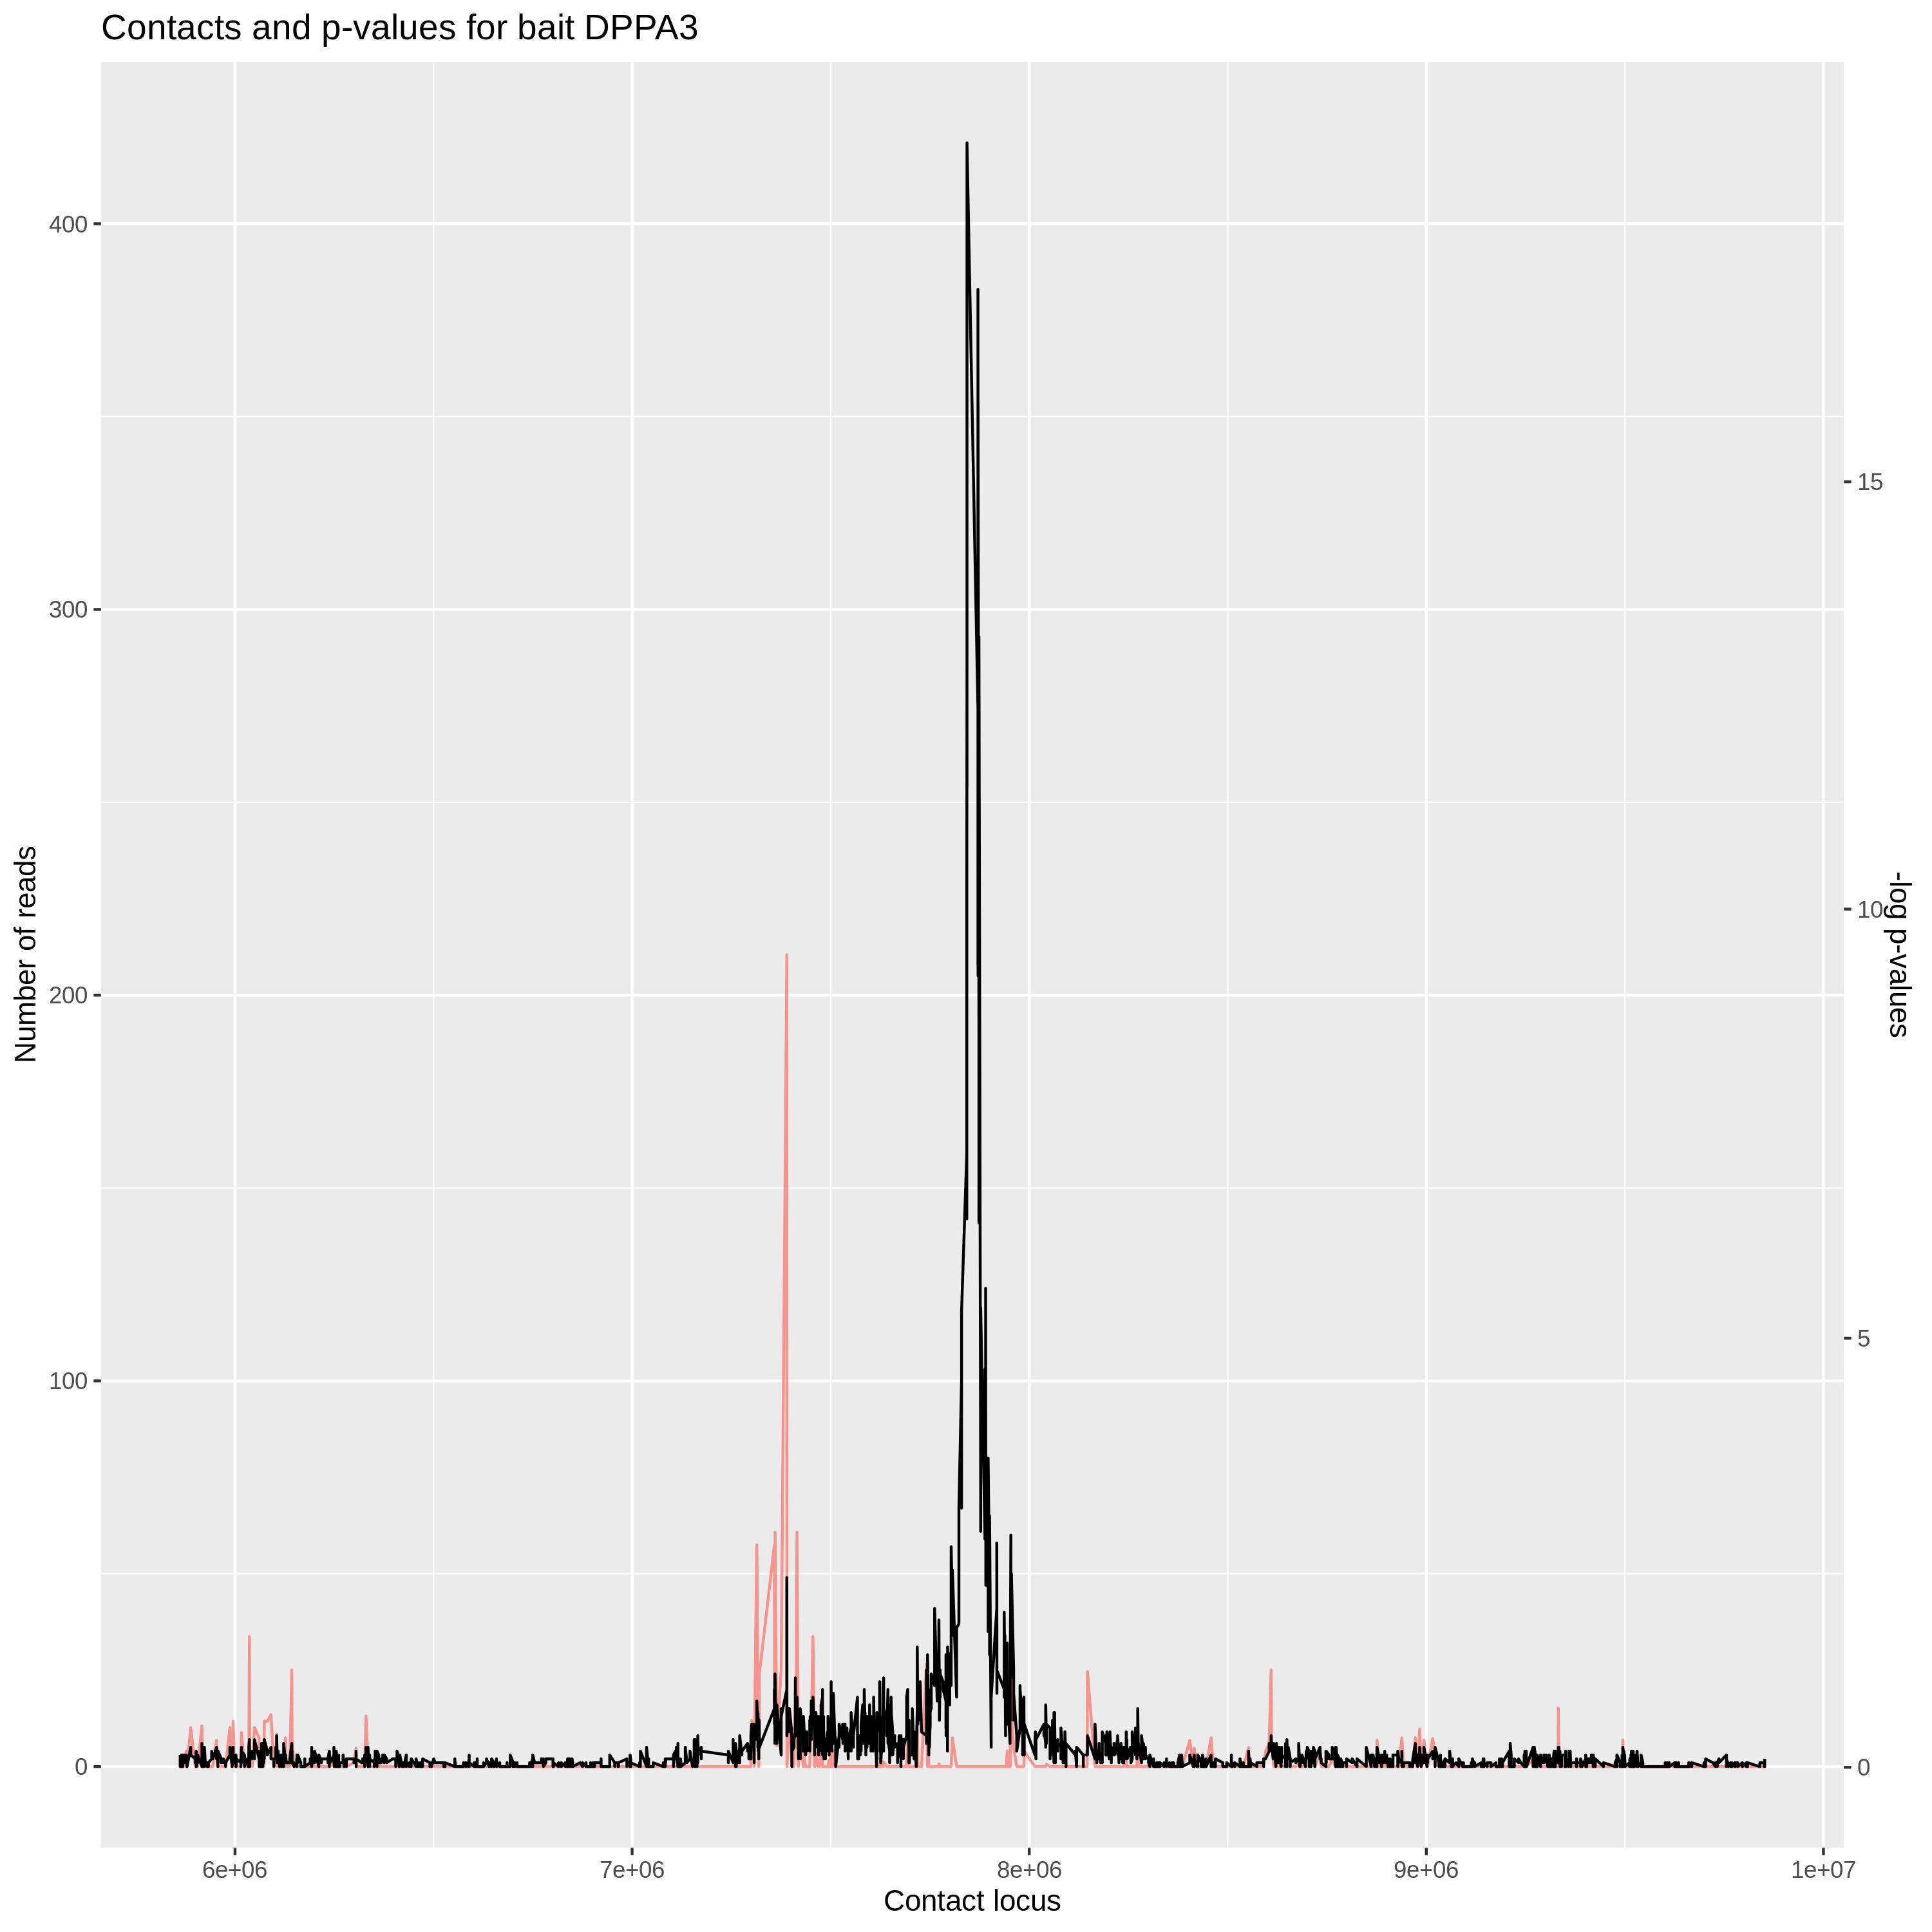 Contacts and p-values for bait DPPA3
400
300
200
100
0
Number of reads
15
10
5
0
-log p-values
6e+06
7e+06
8e+06
9e+06
1e+07
Contact locus